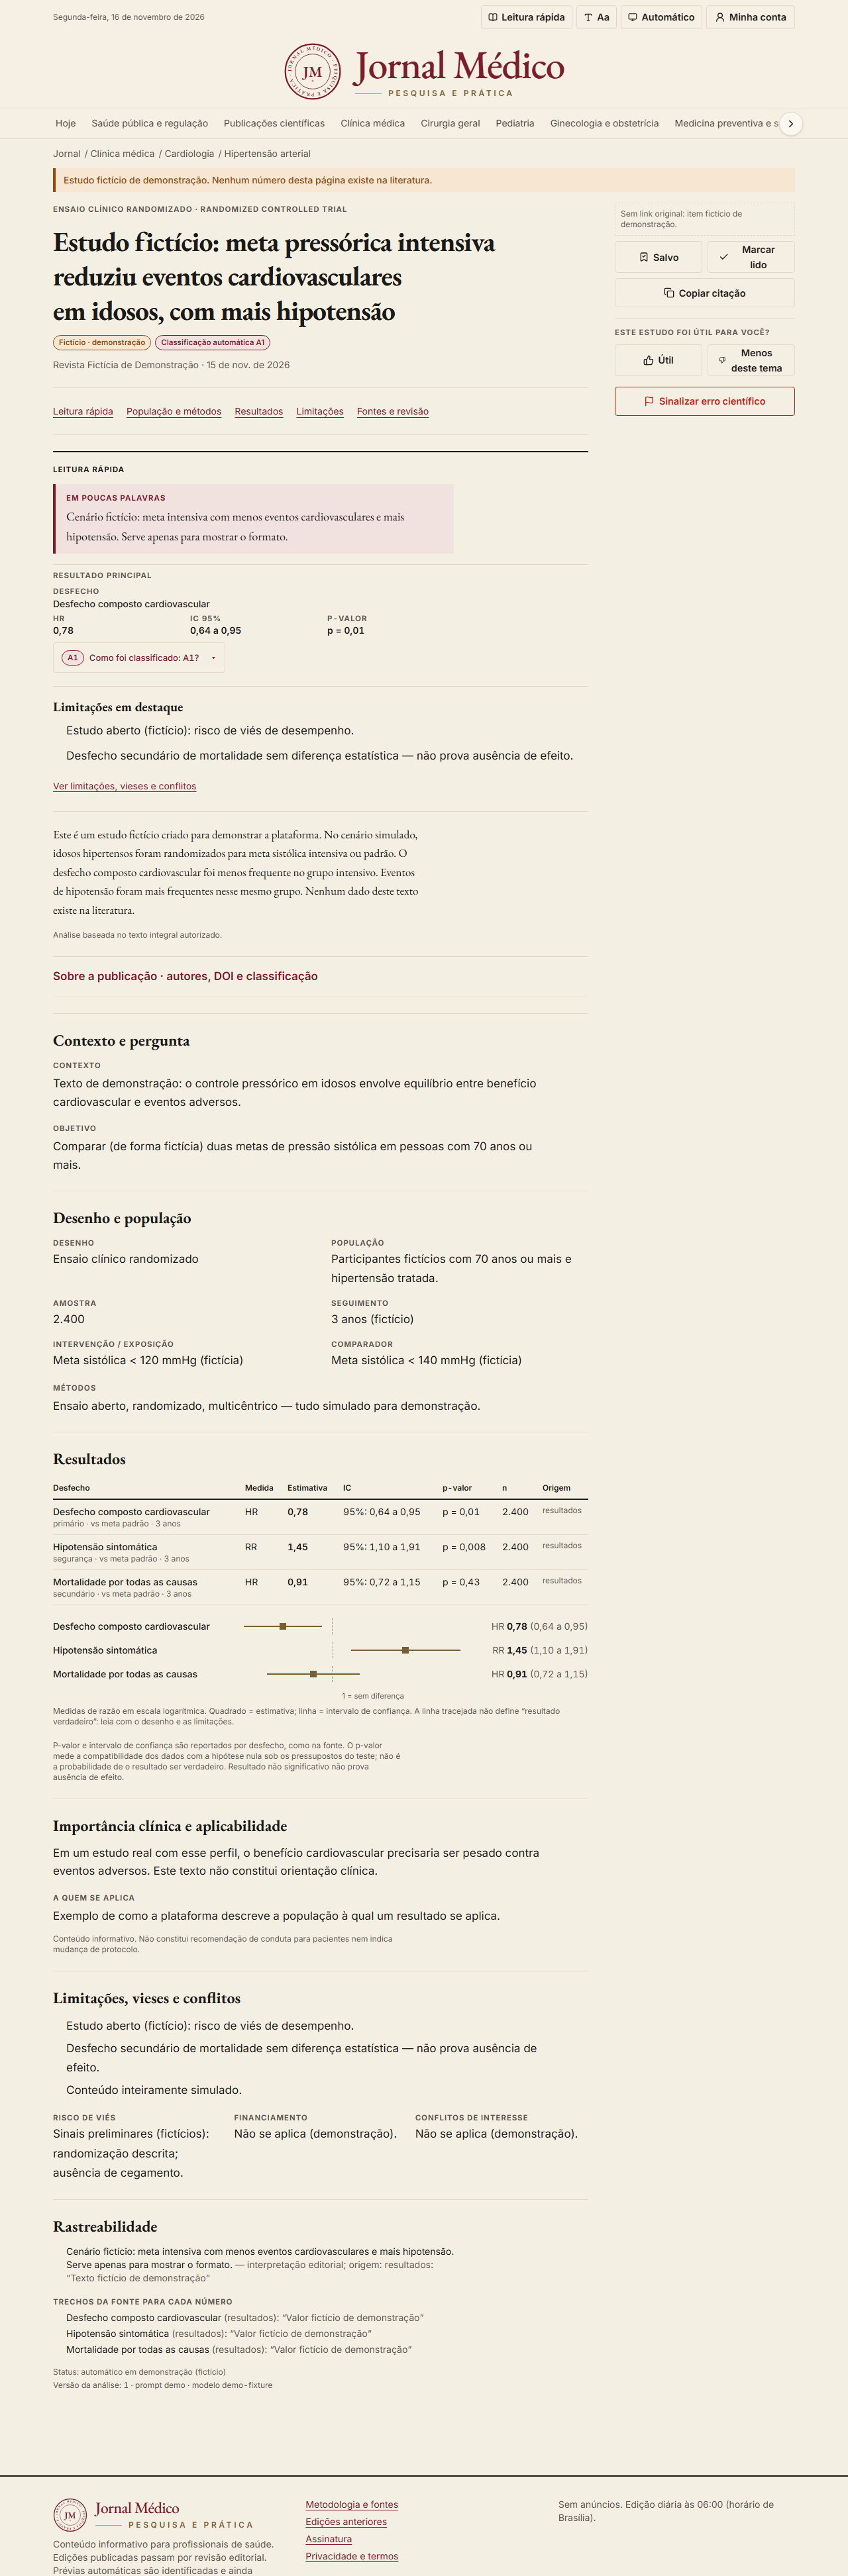 Segunda-feira, 16 de novembro de 2026
Leitura rápida
Aa
Automático
Minha conta
JORNAL MÉDICO · PESQUISA E PRÁTICA ·
JM
Jornal Médico
PESQUISA E PRÁTICA
Hoje
Saúde pública e regulação
Publicações científicas
Clínica médica
Cirurgia geral
Pediatria
Ginecologia e obstetrícia
Medicina preventiva e s
Jornal / Clínica médica / Cardiologia / Hipertensão arterial
Estudo fictício de demonstração. Nenhum número desta página existe na literatura.
ENSAIO CLÍNICO RANDOMIZADO · RANDOMIZED CONTROLLED TRIAL
Estudo fictício: meta pressórica intensiva
reduziu eventos cardiovasculares
em idosos, com mais hipotensão
Fictício · demonstração
Classificação automática A1
Revista Fictícia de Demonstração · 15 de nov. de 2026
Sem link original: item fictício de
demonstração.
Salvo
Marcar
lido
Copiar citação
ESTE ESTUDO FOI ÚTIL PARA VOCÊ?
Útil
Menos
deste tema
Sinalizar erro científico
Leitura rápida
População e métodos
Resultados
Limitações
Fontes e revisão
LEITURA RÁPIDA
EM POUCAS PALAVRAS
Cenário fictício: meta intensiva com menos eventos cardiovasculares e mais
hipotensão. Serve apenas para mostrar o formato.
RESULTADO PRINCIPAL
DESFECHO
Desfecho composto cardiovascular
HR
IC 95%
P-VALOR
0,78
0,64 a 0,95
p = 0,01
A1 Como foi classificado: A1?
Limitações em destaque
Estudo aberto (fictício): risco de viés de desempenho.
Desfecho secundário de mortalidade sem diferença estatística — não prova ausência de efeito.
Ver limitações, vieses e conflitos
Este é um estudo fictício criado para demonstrar a plataforma. No cenário simulado,
idosos hipertensos foram randomizados para meta sistólica intensiva ou padrão. O
desfecho composto cardiovascular foi menos frequente no grupo intensivo. Eventos
de hipotensão foram mais frequentes nesse mesmo grupo. Nenhum dado deste texto
existe na literatura.
Análise baseada no texto integral autorizado.
Sobre a publicação · autores, DOI e classificação
Contexto e pergunta
CONTEXTO
Texto de demonstração: o controle pressórico em idosos envolve equilíbrio entre benefício
cardiovascular e eventos adversos.
OBJETIVO
Comparar (de forma fictícia) duas metas de pressão sistólica em pessoas com 70 anos ou
mais.
Desenho e população
DESENHO
POPULAÇÃO
Ensaio clínico randomizado
Participantes fictícios com 70 anos ou mais e
hipertensão tratada.
AMOSTRA
SEGUIMENTO
2.400
3 anos (fictício)
INTERVENÇÃO / EXPOSIÇÃO
COMPARADOR
Meta sistólica < 120 mmHg (fictícia)
Meta sistólica < 140 mmHg (fictícia)
MÉTODOS
Ensaio aberto, randomizado, multicêntrico — tudo simulado para demonstração.
Resultados
Desfecho Medida Estimativa IC p-valor n Origem
Desfecho composto cardiovascular HR 0,78 95%: 0,64 a 0,95 p = 0,01 2.400 resultados
primário · vs meta padrão · 3 anos
Hipotensão sintomática RR 1,45 95%: 1,10 a 1,91 p = 0,008 2.400 resultados
segurança · vs meta padrão · 3 anos
Mortalidade por todas as causas HR 0,91 95%: 0,72 a 1,15 p = 0,43 2.400 resultados
secundário · vs meta padrão · 3 anos
Desfecho composto cardiovascular HR 0,78 (0,64 a 0,95)
Hipotensão sintomática RR 1,45 (1,10 a 1,91)
Mortalidade por todas as causas HR 0,91 (0,72 a 1,15)
1 = sem diferença
Medidas de razão em escala logarítmica. Quadrado = estimativa; linha = intervalo de confiança. A linha tracejada não define “resultado
verdadeiro”: leia com o desenho e as limitações.
P-valor e intervalo de confiança são reportados por desfecho, como na fonte. O p-valor
mede a compatibilidade dos dados com a hipótese nula sob os pressupostos do teste; não é
a probabilidade de o resultado ser verdadeiro. Resultado não significativo não prova
ausência de efeito.
Importância clínica e aplicabilidade
Em um estudo real com esse perfil, o benefício cardiovascular precisaria ser pesado contra
eventos adversos. Este texto não constitui orientação clínica.
A QUEM SE APLICA
Exemplo de como a plataforma descreve a população à qual um resultado se aplica.
Conteúdo informativo. Não constitui recomendação de conduta para pacientes nem indica
mudança de protocolo.
Limitações, vieses e conflitos
Estudo aberto (fictício): risco de viés de desempenho.
Desfecho secundário de mortalidade sem diferença estatística — não prova ausência de
efeito.
Conteúdo inteiramente simulado.
RISCO DE VIÉS
FINANCIAMENTO
CONFLITOS DE INTERESSE
Sinais preliminares (fictícios):
randomização descrita;
ausência de cegamento.
Não se aplica (demonstração).
Não se aplica (demonstração).
Rastreabilidade
Cenário fictício: meta intensiva com menos eventos cardiovasculares e mais hipotensão.
Serve apenas para mostrar o formato. — interpretação editorial; origem: resultados:
“Texto fictício de demonstração”
TRECHOS DA FONTE PARA CADA NÚMERO
Desfecho composto cardiovascular (resultados): “Valor fictício de demonstração”
Hipotensão sintomática (resultados): “Valor fictício de demonstração”
Mortalidade por todas as causas (resultados): “Valor fictício de demonstração”
Status: automático em demonstração (fictício)
Versão da análise: 1 · prompt demo · modelo demo-fixture
JM
Jornal Médico
PESQUISA E PRÁTICA
Conteúdo informativo para profissionais de saúde.
Edições publicadas passam por revisão editorial.
Prévias automáticas são identificadas e ainda
Metodologia e fontes
Edições anteriores
Assinatura
Privacidade e termos
Sem anúncios. Edição diária às 06:00 (horário de
Brasília).